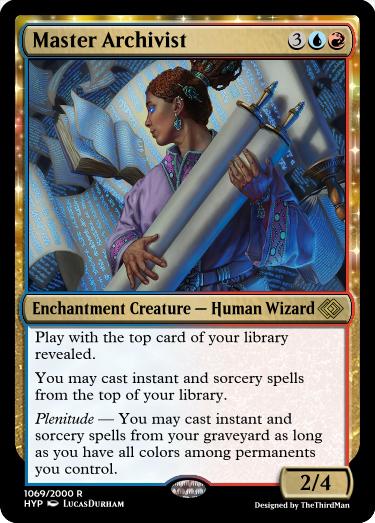 Master Archivist 3
Enchantment Creature — Human Wizard
Play with the top card of your library
revealed.
You may cast instant and sorcery spells
from the top of your library.
Plenitude — You may cast instant and
sorcery spells from your graveyard as long
as you have all colors among permanents
you control.
2/4
1069/2000 R
HYP LucasDurham
Designed by TheThirdMan